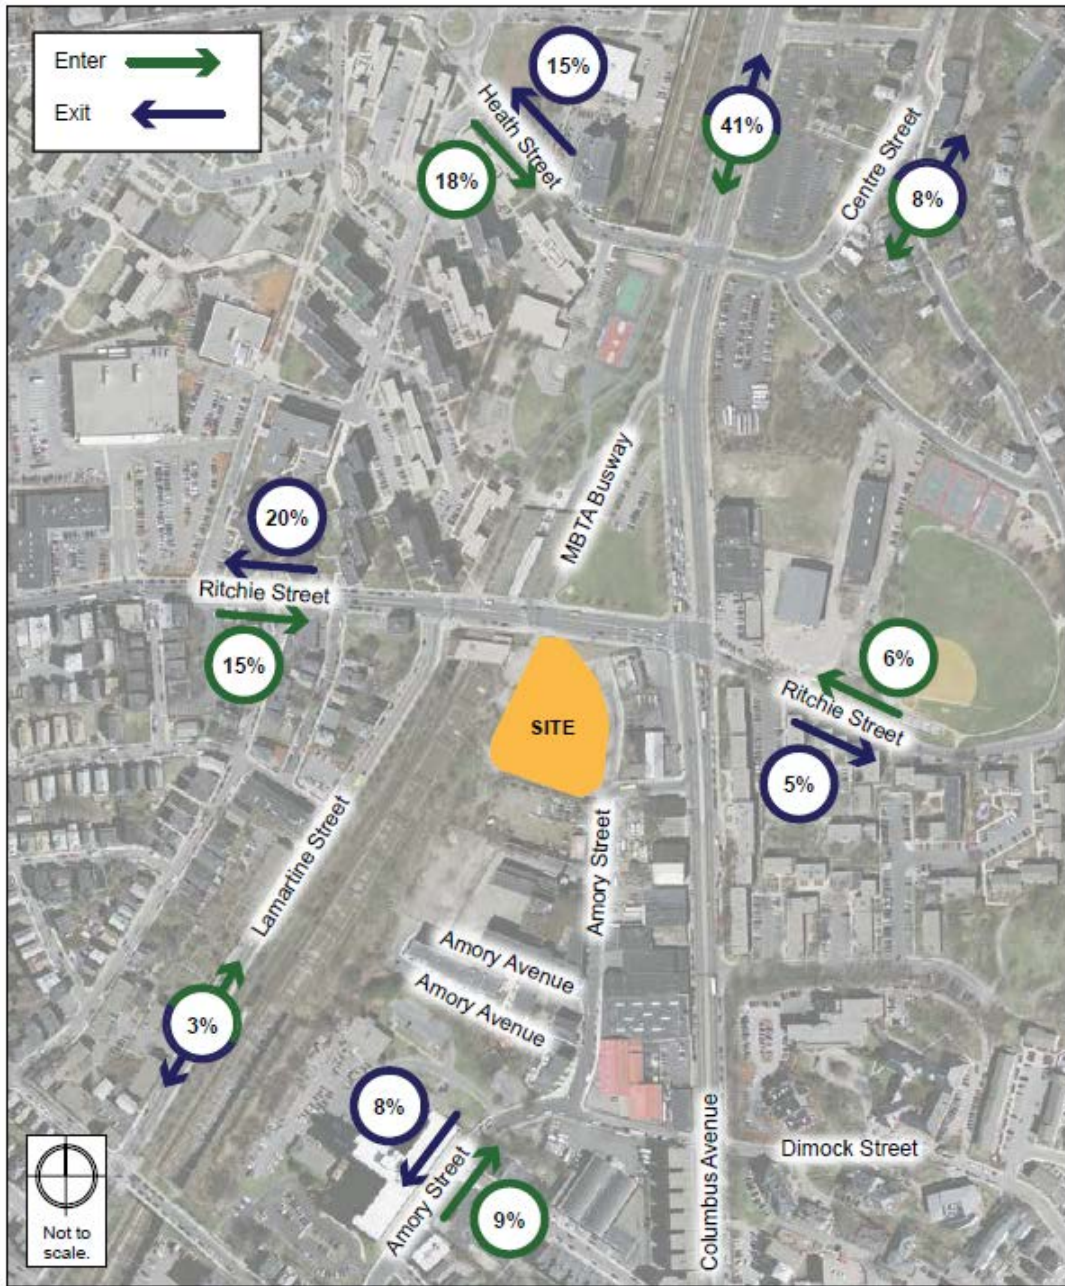 Enter
Exit
15%
Heath Street
18%
41%
Centre Street
8%
MBTA Busway
20%
Ritchie Street
15%
6%
Ritchie Street
5%
SITE
Amory Street
Lamartine Street
Amory Avenue
Amory Avenue
3%
8%
Amory Street
9%
Columbus Avenue
Dimock Street
Not to
scale.